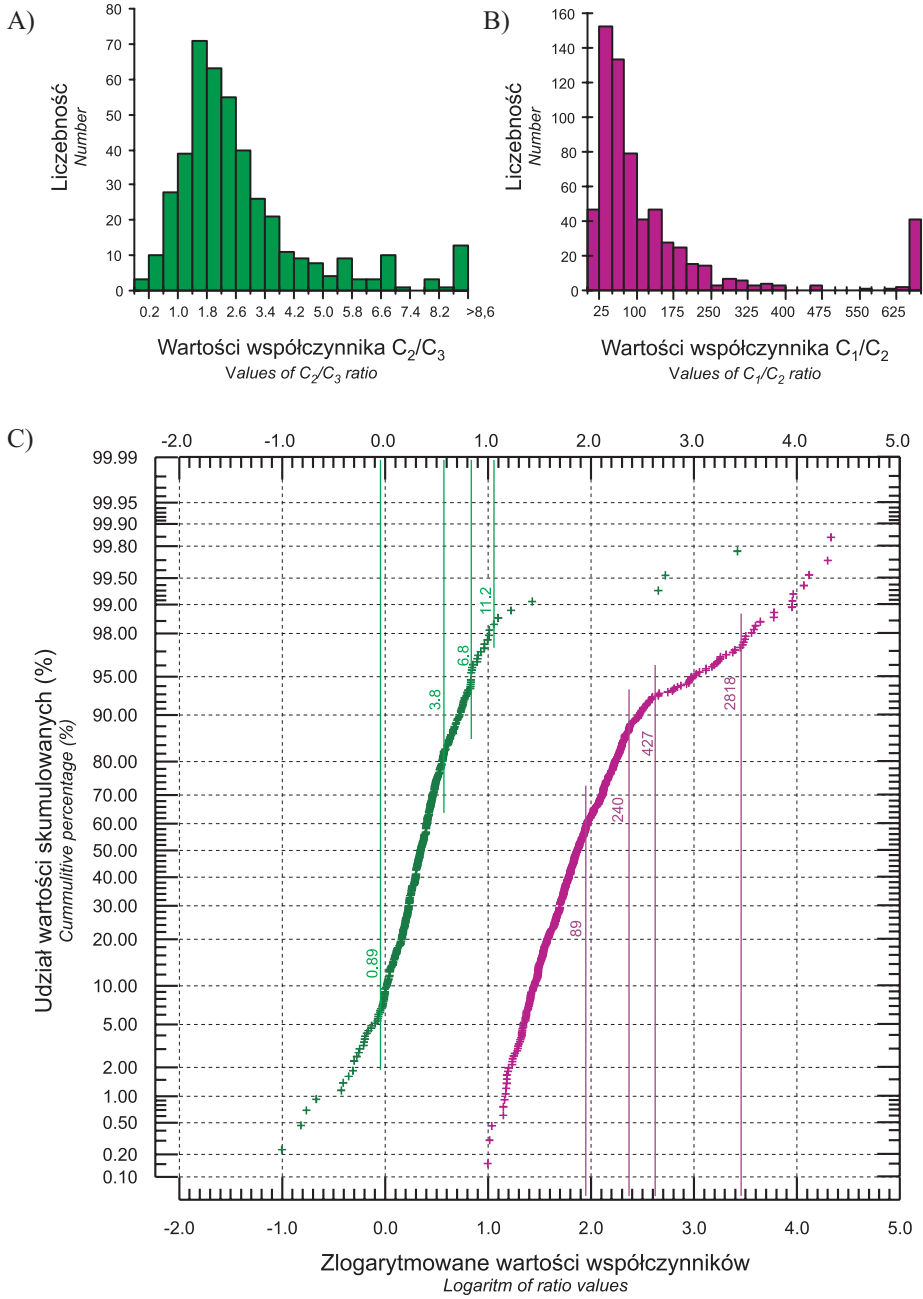 A)
80
70
60
50
40
30
20
10
0
Liczebność
Number
0.2 1.0 1.8 2.6 3.4 4.2 5.0 5.8 6.6 7.4 8.2 >8,6
Wartości współczynnika C₂/C₃
Values of C₂/C₃ ratio
B)
160
140
120
100
80
60
40
20
0
Liczebność
Number
25 100 175 250 325 400 475 550 625
Wartości współczynnika C₁/C₂
Values of C₁/C₂ ratio
C)
-2.0 -1.0 0.0 1.0 2.0 3.0 4.0 5.0
99.99
99.95
99.90
99.80
99.50
99.00
98.00
95.00
90.00
80.00
70.00
60.00
50.00
40.00
30.00
20.00
10.00
5.00
2.00
1.00
0.50
0.20
0.10
Udział wartości skumulowanych (%)
Cummulitive percentage (%)
0.89
3.8
6.8
11.2
89
240
427
2818
-2.0 -1.0 0.0 1.0 2.0 3.0 4.0 5.0
Zlogarytmowane wartości współczynników
Logaritm of ratio values